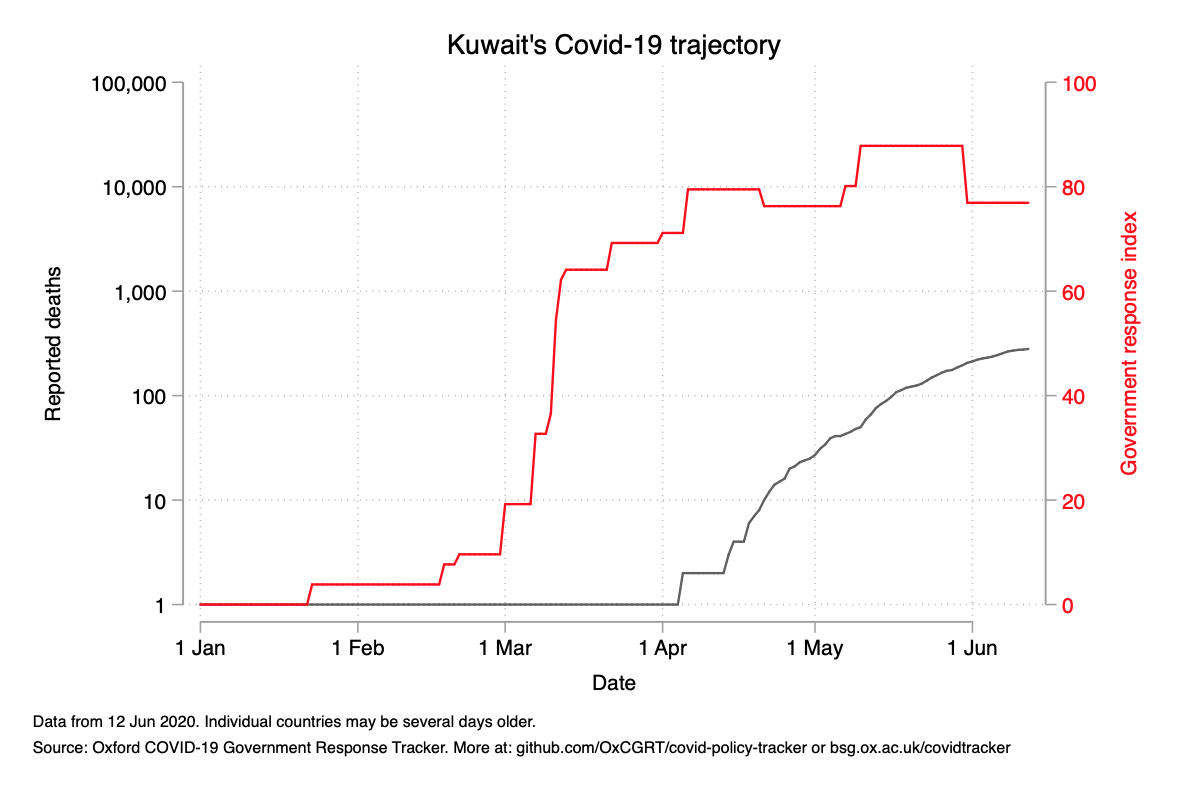 Kuwait's Covid-19 trajectory
100,000
10,000
1,000
100
10
1
Reported deaths
100
80
60
40
20
0
Government response index
1 Jan
1 Feb
1 Mar
1 Apr
1 May
1 Jun
Date
Data from 12 Jun 2020. Individual countries may be several days older.
Source: Oxford COVID-19 Government Response Tracker. More at: github.com/OxCGRT/covid-policy-tracker or bsg.ox.ac.uk/covidtracker